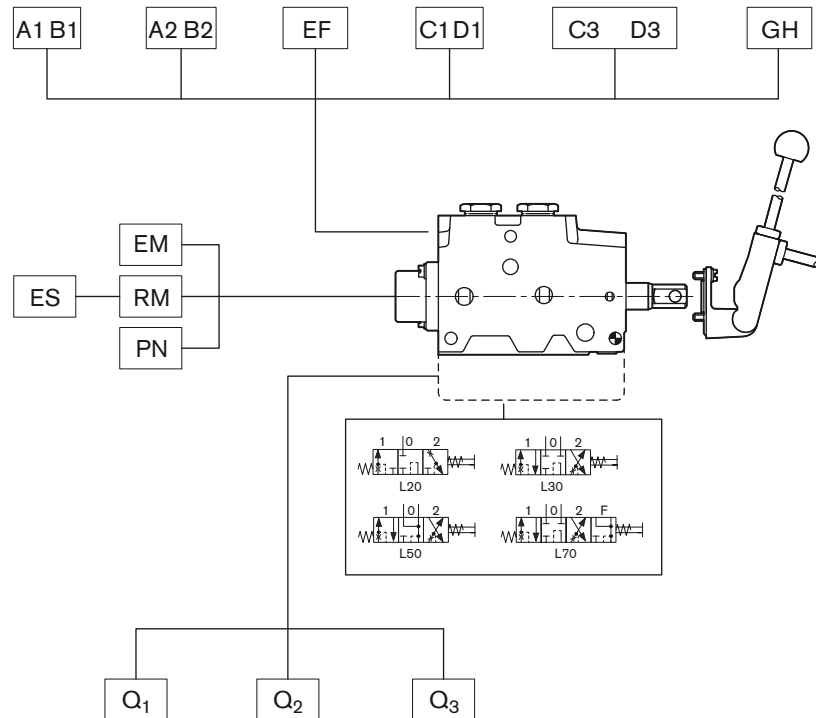 A1 B1 A2 B2 EF C1 D1 C3 D3 GH
EM
ES RM
PN
1 0 2 1 0 2
L20 L30
1 0 2 1 0 2 F
L50 L70
Q1 Q2 Q3